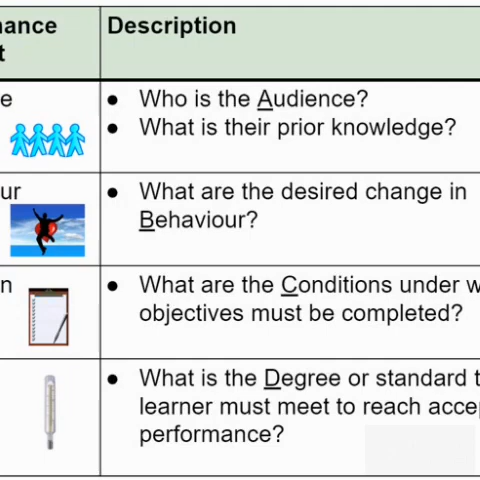 nance Description
t
e
● Who is the Audience?
● What is their prior knowledge?
ur
● What are the desired change in
Behaviour?
n
● What are the Conditions under w
objectives must be completed?
● What is the Degree or standard t
learner must meet to reach acce
performance?